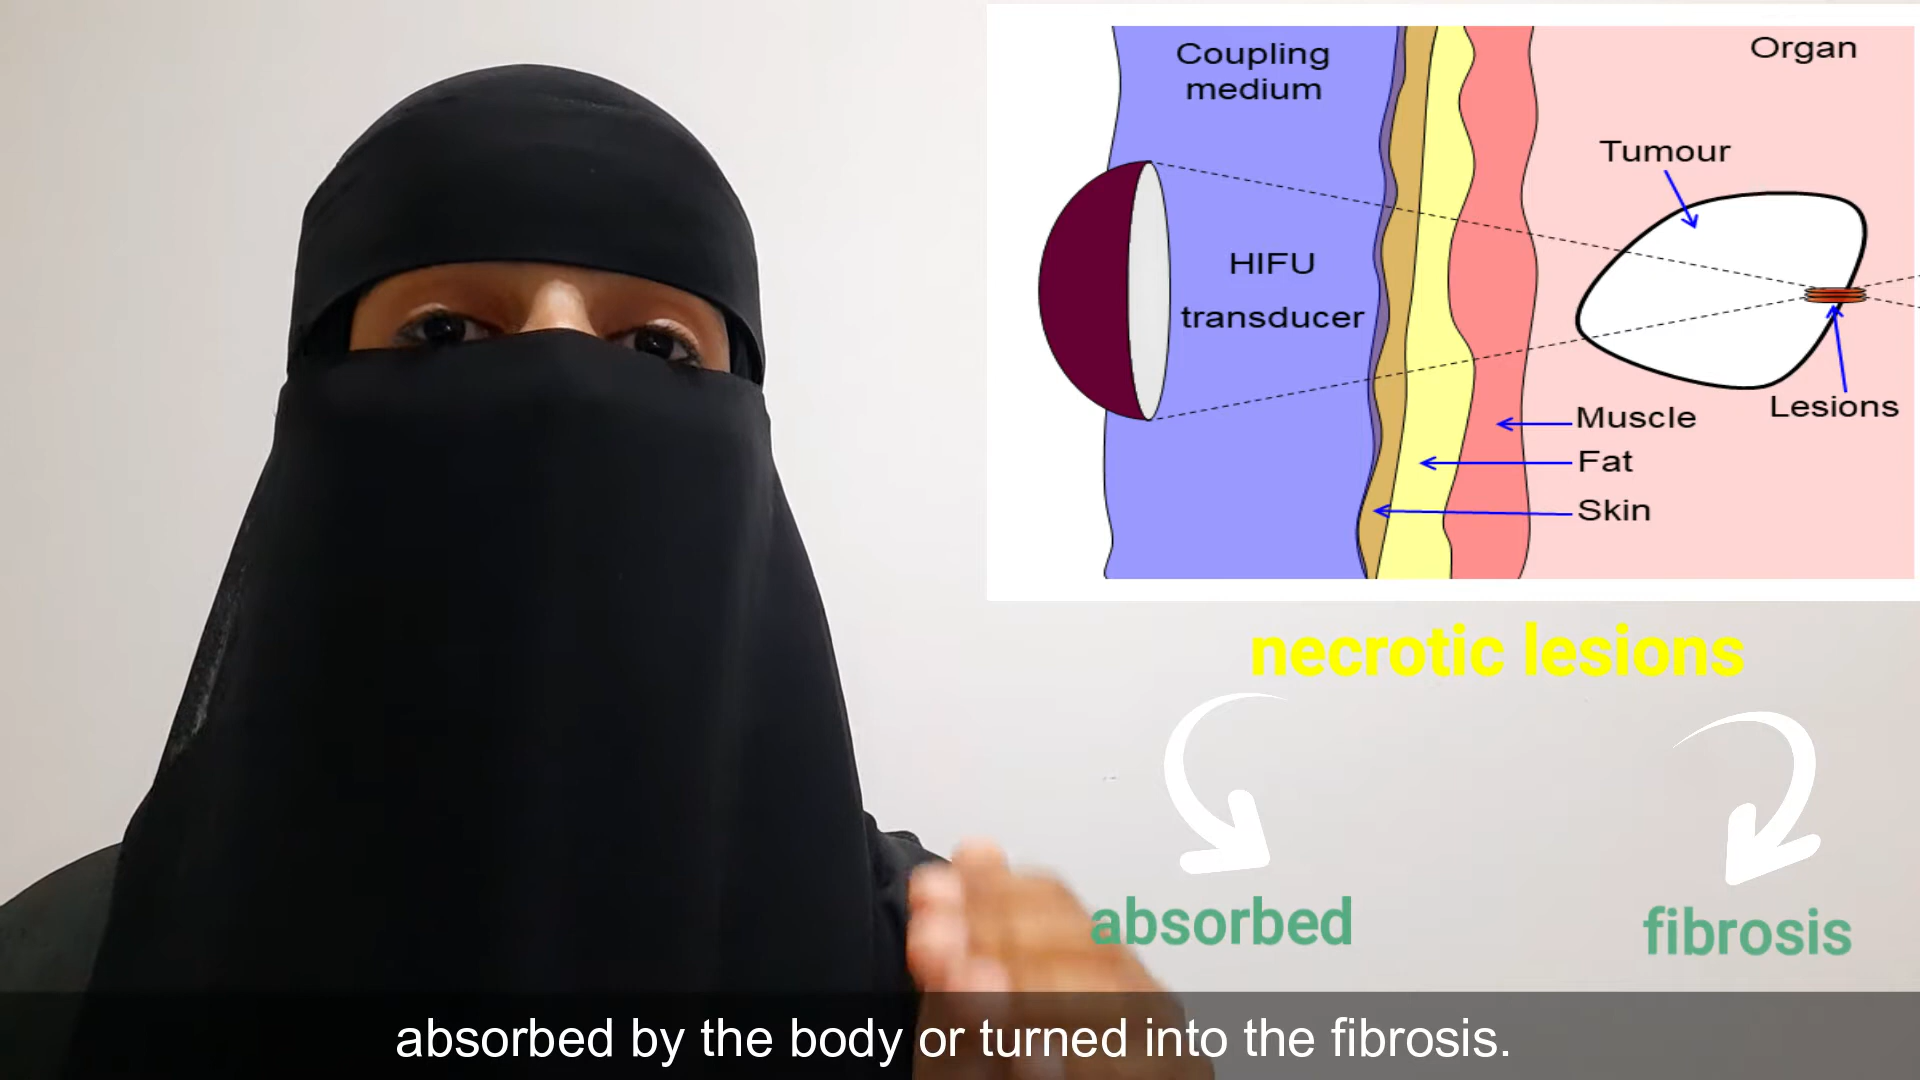 Coupling
medium
Organ
Tumour
HIFU
transducer
Lesions
Muscle
Fat
Skin
necrotic lesions
absorbed
fibrosis
absorbed by the body or turned into the fibrosis.